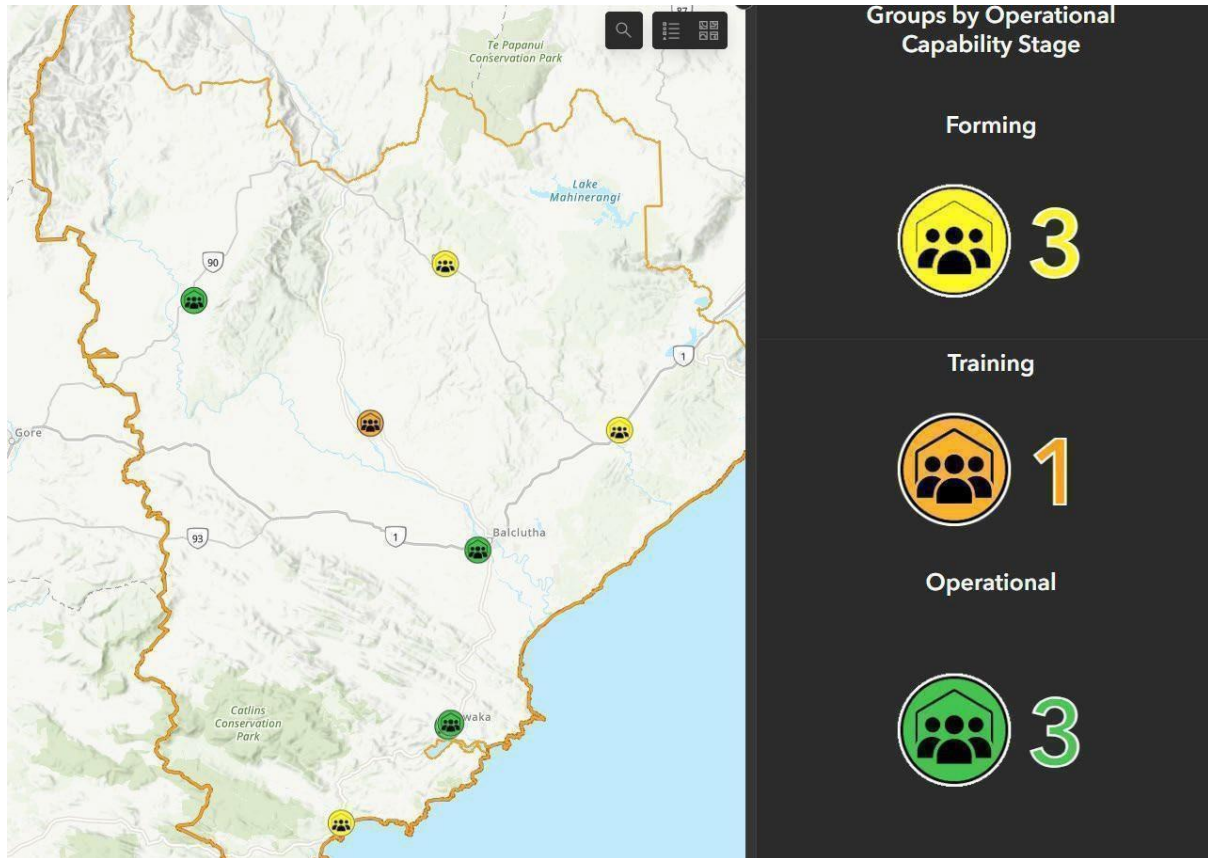 87
Te Papanui
Conservation Park
Lake
Mahinerangi
90
1
Gore
Balclutha
93
1
Catlins
Conservation
Park
waka
Groups by Operational
Capability Stage
Forming
3
Training
1
Operational
3